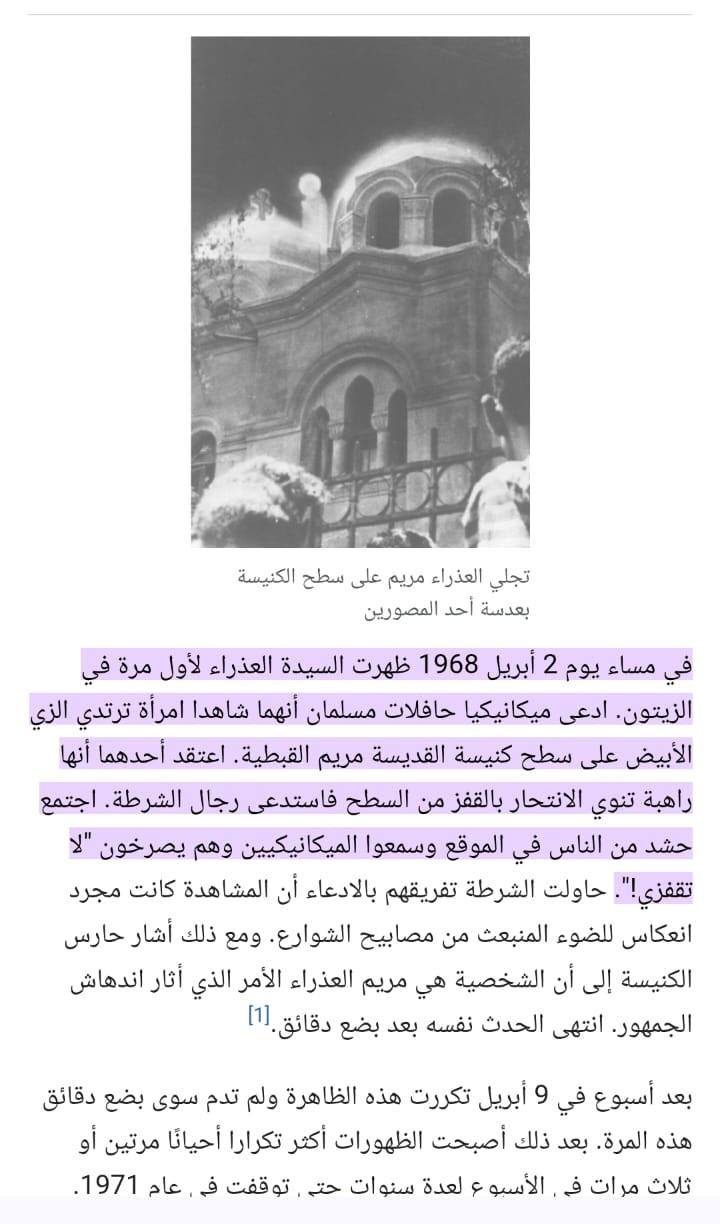 تجلي العذراء مريم على سطح الكنيسة
بعدسة أحد المصورين
في مساء يوم 2 أبريل 1968 ظهرت السيدة العذراء لأول مرة في
الزيتون. ادعى ميكانيكيا حافلات مسلمان أنهما شاهدا امرأة ترتدي الزي
الأبيض على سطح كنيسة القديسة مريم القبطية. اعتقد أحدهما أنها
راهبة تنوي الانتحار بالقفز من السطح فاستدعى رجال الشرطة. اجتمع
حشد من الناس في الموقع وسمعوا الميكانيكيين وهم يصرخون "لا
تقفزي!". حاولت الشرطة تفريقهم بالادعاء أن المشاهدة كانت مجرد
انعكاس للضوء المنبعث من مصابيح الشوارع. ومع ذلك أشار حارس
الكنيسة إلى أن الشخصية هي مريم العذراء الأمر الذي أثار اندهاش
الجمهور. انتهى الحدث نفسه بعد بضع دقائق.[1]
بعد أسبوع في 9 أبريل تكررت هذه الظاهرة ولم تدم سوى بضع دقائق
هذه المرة. بعد ذلك أصبحت الظهورات أكثر تكرارا أحيانًا مرتين أو
ثلاث مرات في الأسبوع لعدة سنوات حتى توقفت في عام 1971.